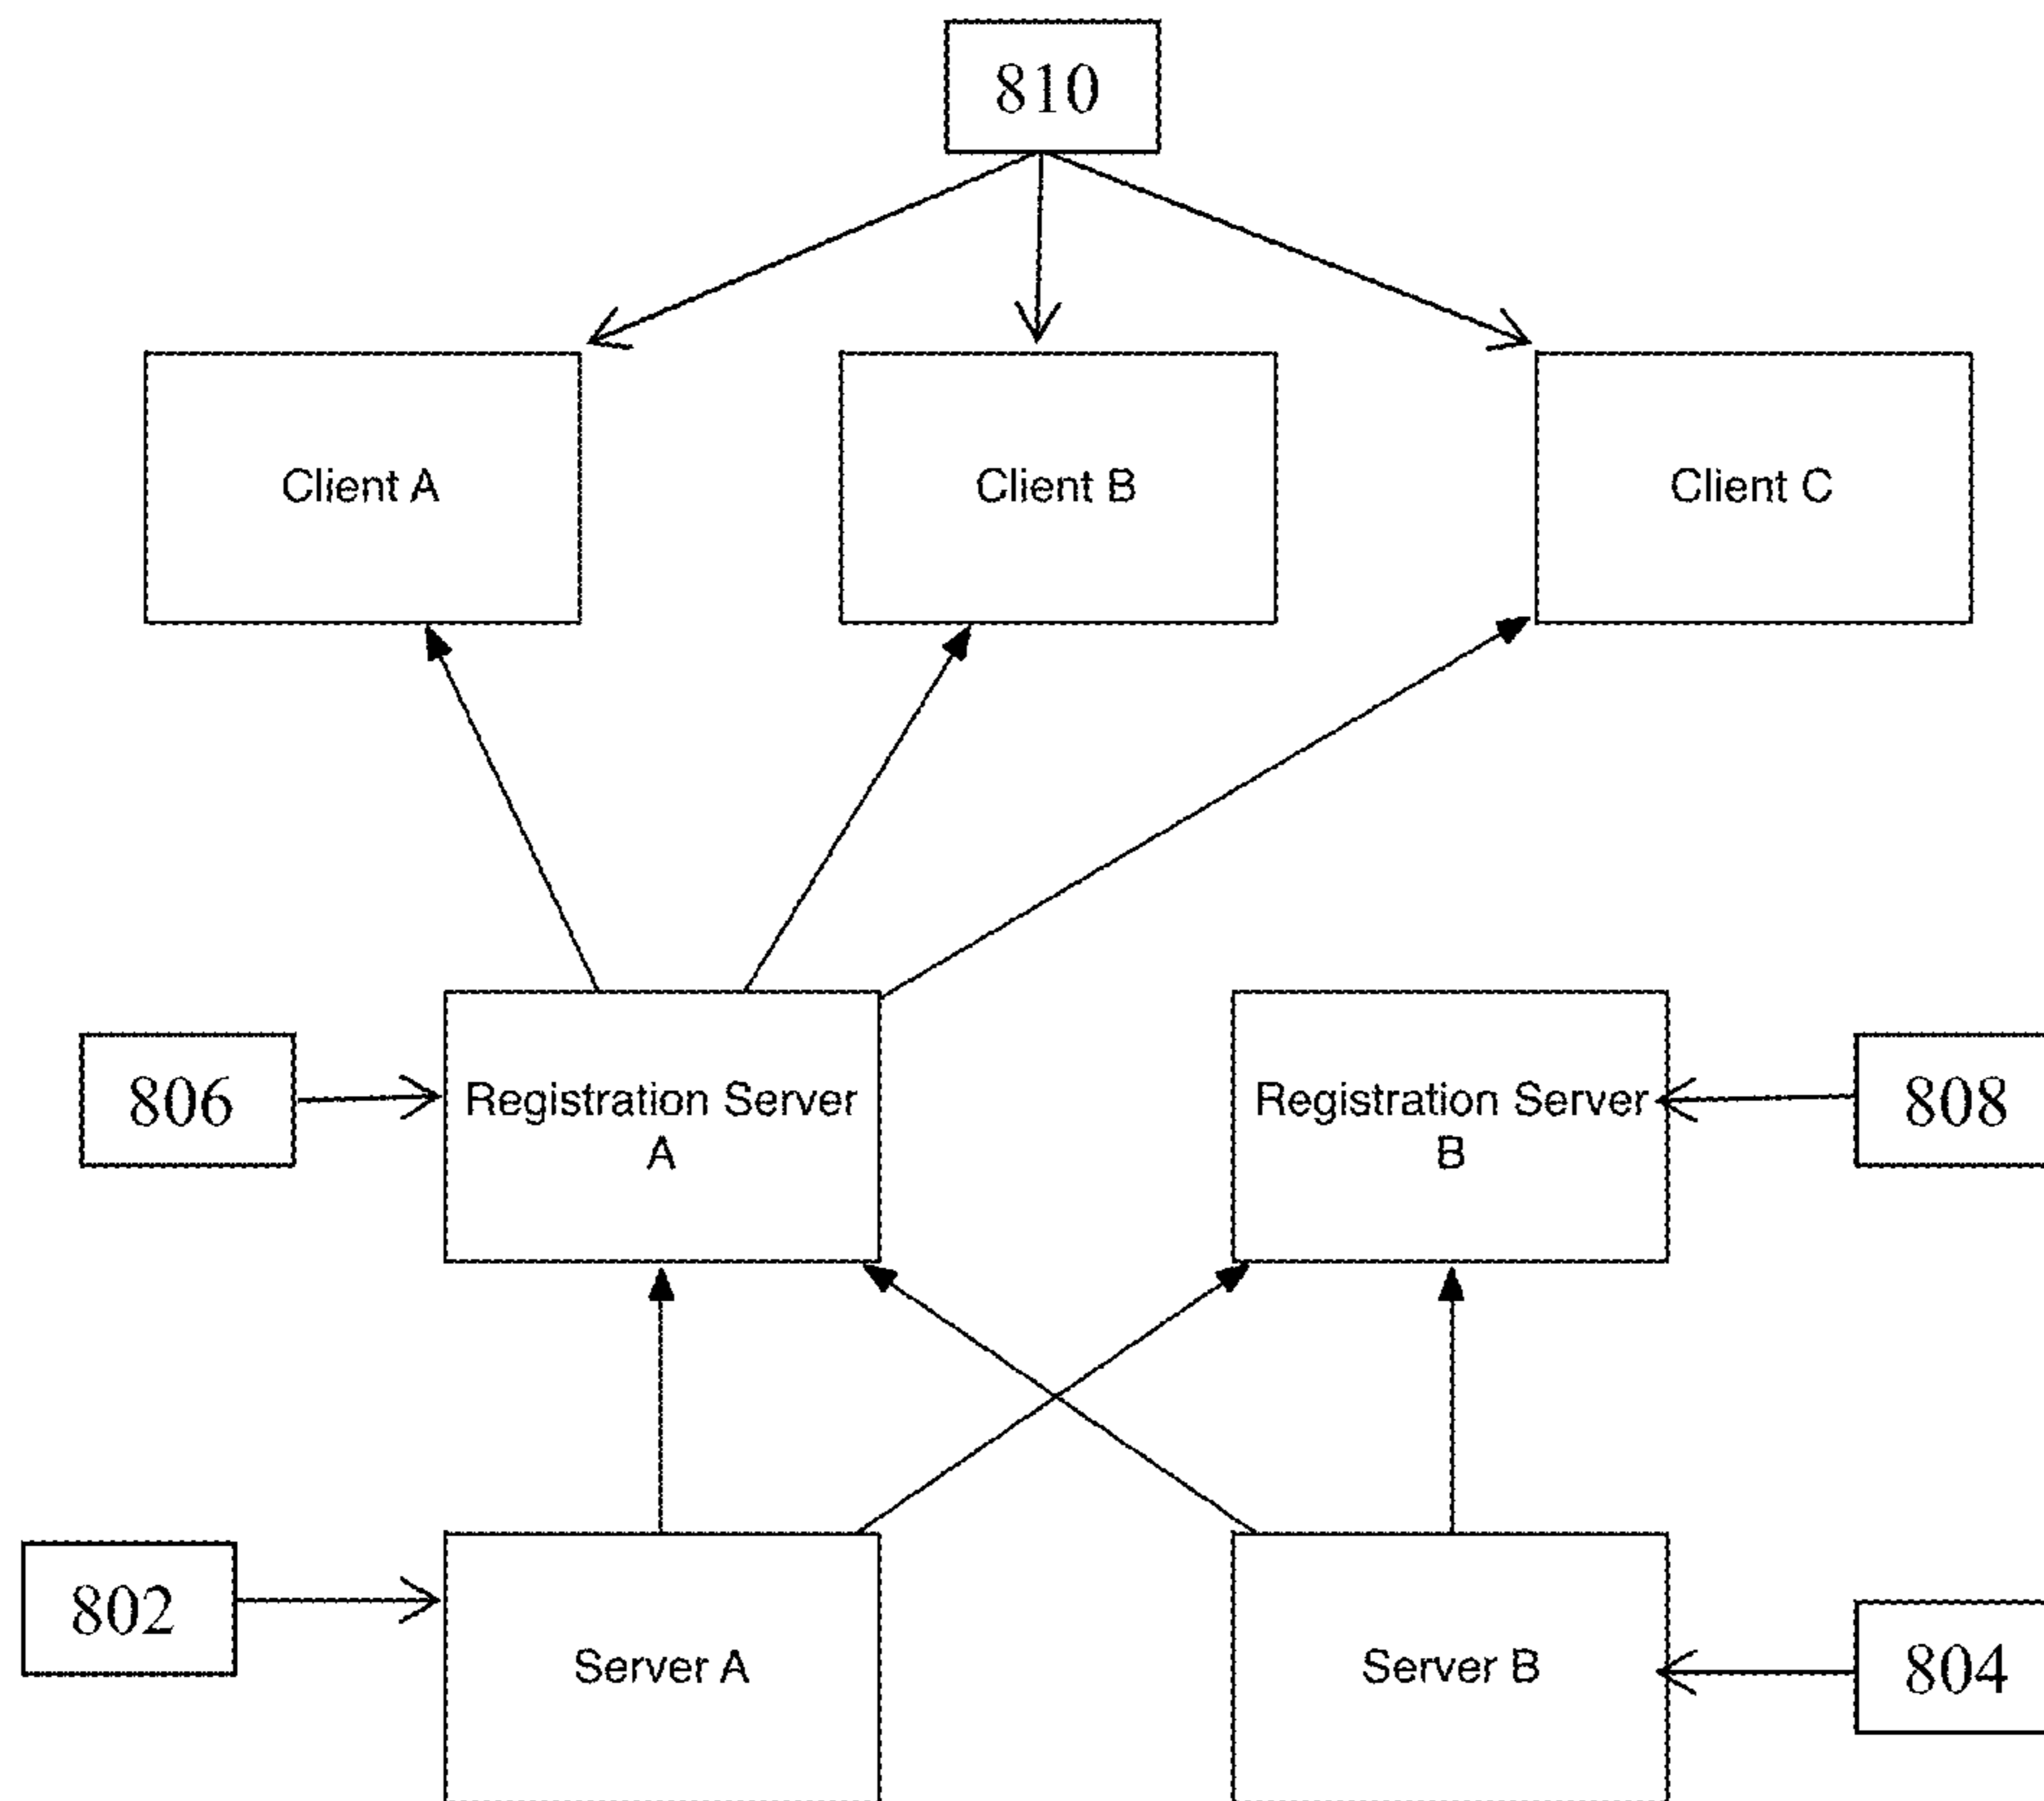 810
Client A
Client B
Client C
806
Registration Server
A
Registration Server
B
808
802
Server A
Server B
804